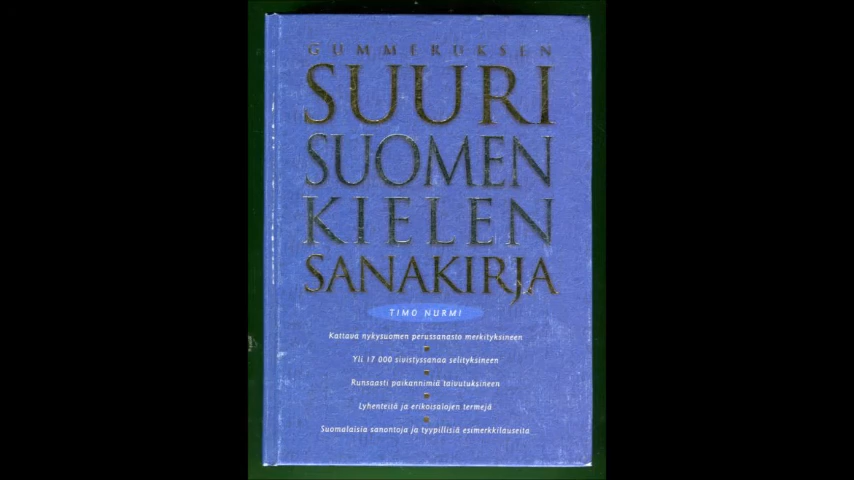 GUMMERUKSEN
SUURI
SUOMEN
KIELEN
SANAKIRJA
TIMO NURMI
Kattava nykysuomen perussanasto merkityksineen
Yli 17 000 sivistyssanaa selityksineen
Runsaasti paikannimiä taivutuksineen
Lyhenteitä ja erikoisalojen termejä
Suomalaisia sanontoja ja tyypillisiä esimerkkilauseita